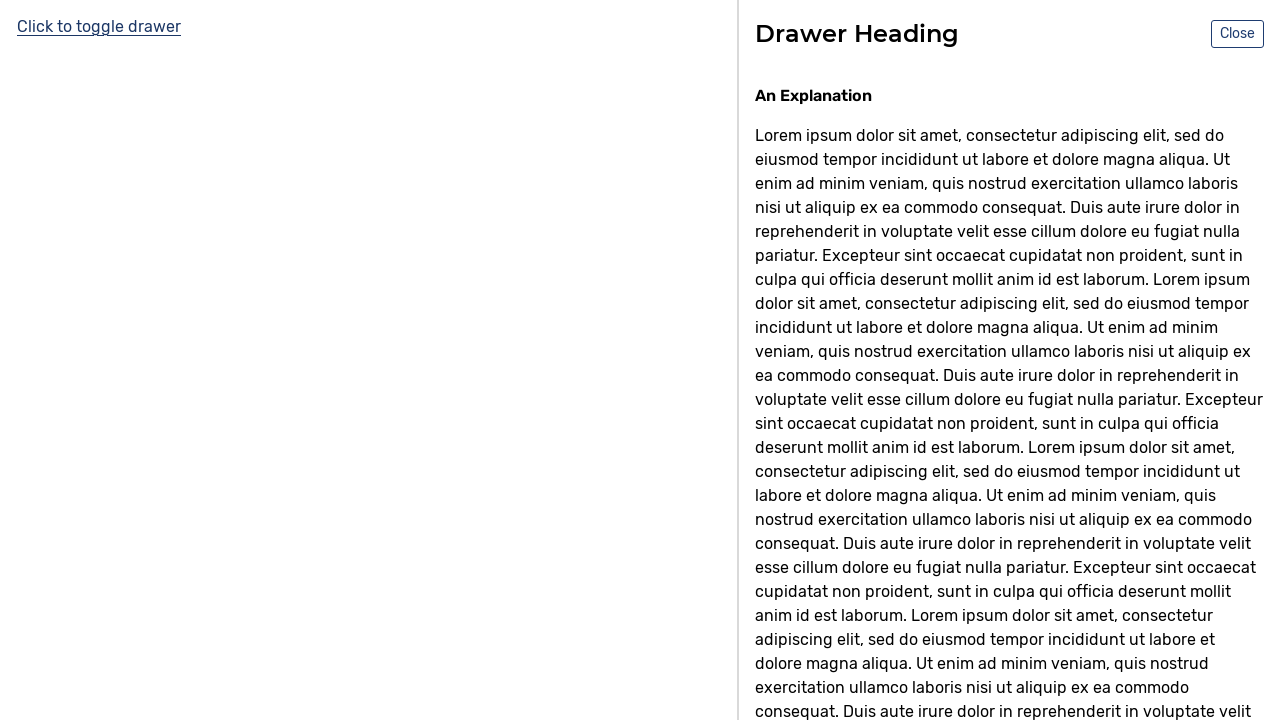 Click to toggle drawer
Drawer Heading
Close
An Explanation
Lorem ipsum dolor sit amet, consectetur adipiscing elit, sed do
eiusmod tempor incididunt ut labore et dolore magna aliqua. Ut
enim ad minim veniam, quis nostrud exercitation ullamco laboris
nisi ut aliquip ex ea commodo consequat. Duis aute irure dolor in
reprehenderit in voluptate velit esse cillum dolore eu fugiat nulla
pariatur. Excepteur sint occaecat cupidatat non proident, sunt in
culpa qui officia deserunt mollit anim id est laborum. Lorem ipsum
dolor sit amet, consectetur adipiscing elit, sed do eiusmod tempor
incididunt ut labore et dolore magna aliqua. Ut enim ad minim
veniam, quis nostrud exercitation ullamco laboris nisi ut aliquip ex
ea commodo consequat. Duis aute irure dolor in reprehenderit in
voluptate velit esse cillum dolore eu fugiat nulla pariatur. Excepteur
sint occaecat cupidatat non proident, sunt in culpa qui officia
deserunt mollit anim id est laborum. Lorem ipsum dolor sit amet,
consectetur adipiscing elit, sed do eiusmod tempor incididunt ut
labore et dolore magna aliqua. Ut enim ad minim veniam, quis
nostrud exercitation ullamco laboris nisi ut aliquip ex ea commodo
consequat. Duis aute irure dolor in reprehenderit in voluptate velit
esse cillum dolore eu fugiat nulla pariatur. Excepteur sint occaecat
cupidatat non proident, sunt in culpa qui officia deserunt mollit
anim id est laborum. Lorem ipsum dolor sit amet, consectetur
adipiscing elit, sed do eiusmod tempor incididunt ut labore et
dolore magna aliqua. Ut enim ad minim veniam, quis nostrud
exercitation ullamco laboris nisi ut aliquip ex ea commodo
consequat. Duis aute irure dolor in reprehenderit in voluptate velit